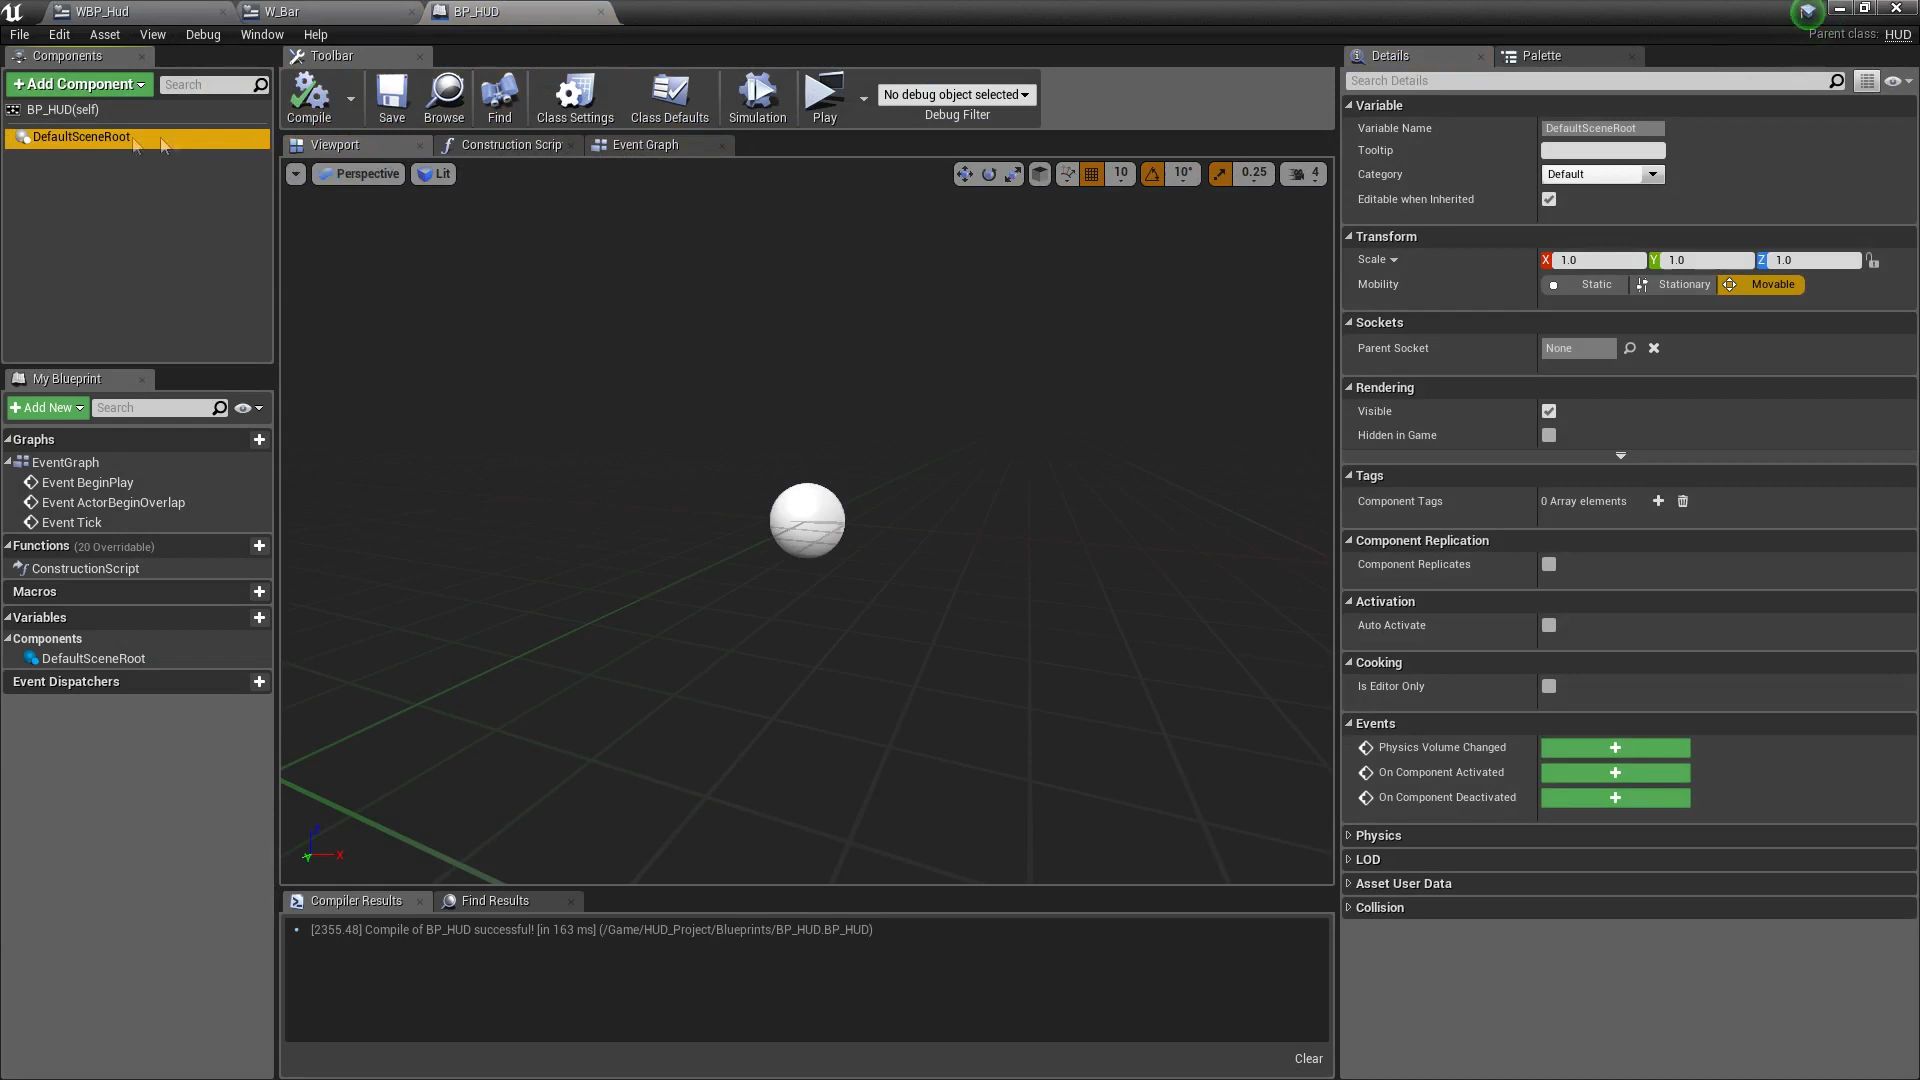 WBP_Hud
W_Bar
BP_HUD
File
Edit
Asset
View
Debug
Window
Help
Parent class: HUD
Components
Add Component
Search
BP_HUD(self)
DefaultSceneRoot
My Blueprint
Add New
Search
Graphs
EventGraph
Event BeginPlay
Event ActorBeginOverlap
Event Tick
Functions (20 Overridable)
ConstructionScript
Macros
Variables
Components
DefaultSceneRoot
Event Dispatchers
Toolbar
Compile
Save
Browse
Find
Class Settings
Class Defaults
Simulation
Play
No debug object selected
Debug Filter
Viewport
Construction Scrip
Event Graph
Perspective
Lit
10
10°
0.25
4
Z
X
Y
Compiler Results
Find Results
[2355.48] Compile of BP_HUD successful! [in 163 ms] (/Game/HUD_Project/Blueprints/BP_HUD.BP_HUD)
Clear
Details
Palette
Search Details
Variable
Variable Name
DefaultSceneRoot
Tooltip
Category
Default
Editable when Inherited
Transform
Scale
X 1.0 Y 1.0 Z 1.0
Mobility
Static
Stationary
Movable
Sockets
Parent Socket
None
Rendering
Visible
Hidden in Game
Tags
Component Tags
0 Array elements
Component Replication
Component Replicates
Activation
Auto Activate
Cooking
Is Editor Only
Events
Physics Volume Changed
On Component Activated
On Component Deactivated
Physics
LOD
Asset User Data
Collision